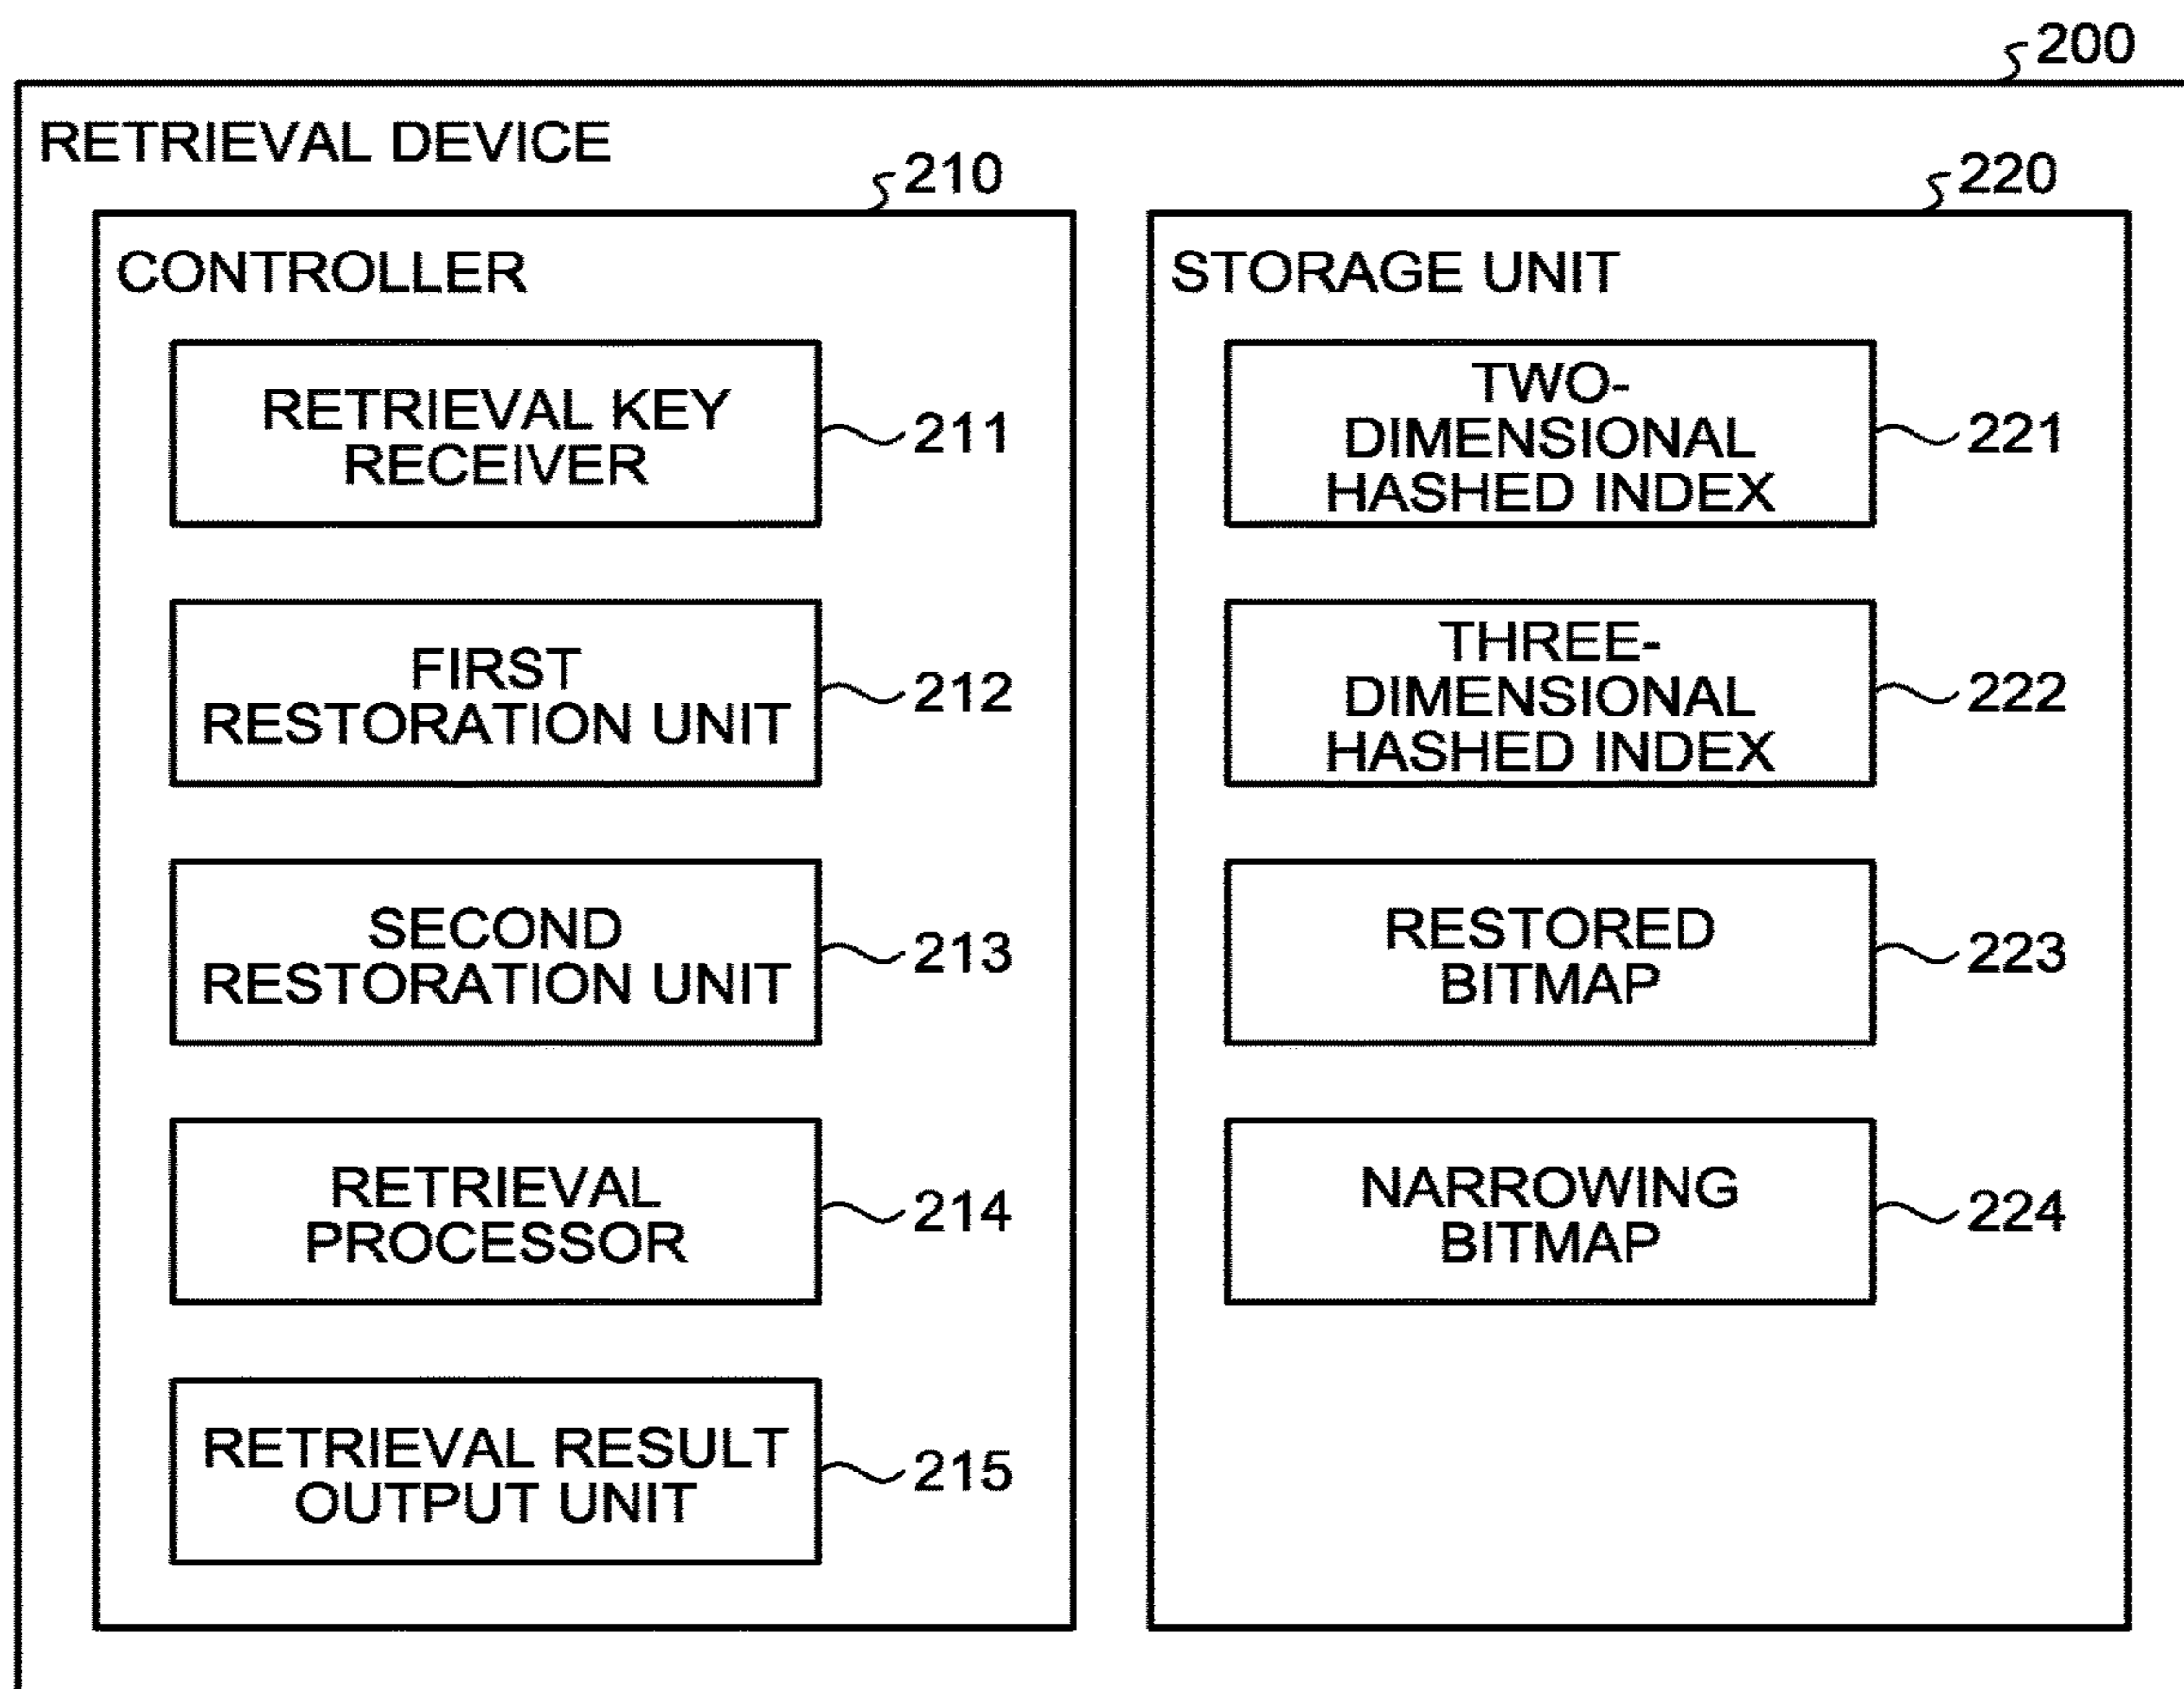 200
RETRIEVAL DEVICE
210
CONTROLLER
RETRIEVAL KEY
RECEIVER
211
FIRST
RESTORATION UNIT
212
SECOND
RESTORATION UNIT
213
RETRIEVAL
PROCESSOR
214
RETRIEVAL RESULT
OUTPUT UNIT
215
220
STORAGE UNIT
TWO-
DIMENSIONAL
HASHED INDEX
221
THREE-
DIMENSIONAL
HASHED INDEX
222
RESTORED
BITMAP
223
NARROWING
BITMAP
224